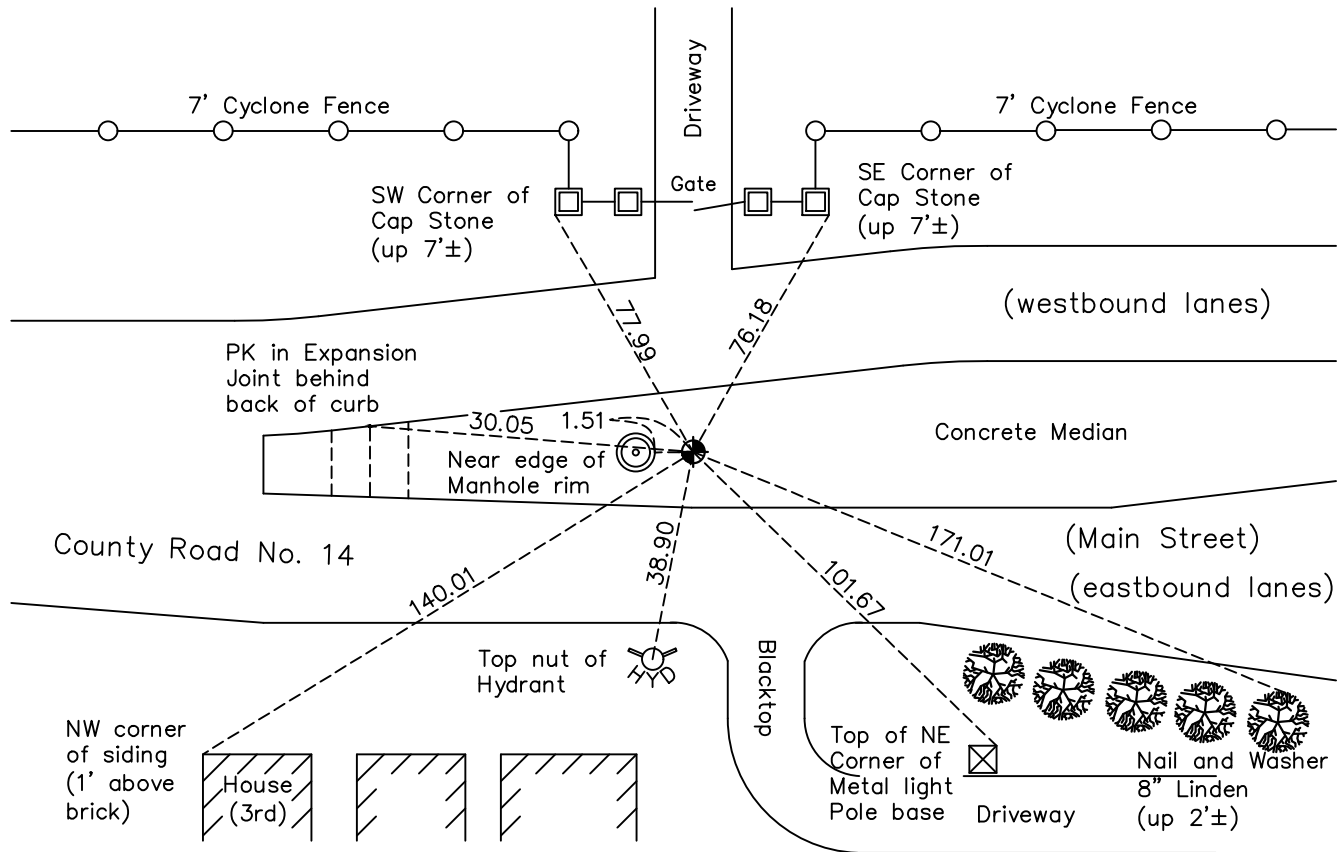 Driveway
7' Cyclone Fence
7' Cyclone Fence
SW Corner of
Cap Stone
(up 7'±)
Gate
SE Corner of
Cap Stone
(up 7'±)
77.99
76.18
(westbound lanes)
PK in Expansion
Joint behind
back of curb
30.05
1.51
Near edge of
Manhole rim
Concrete Median
County Road No. 14
(Main Street)
(eastbound lanes)
140.01
38.90
101.67
171.01
Top nut of
Hydrant
HYD
Blacktop
NW corner
of siding
(1' above
brick)
House
(3rd)
Top of NE
Corner of
Metal light
Pole base
Driveway
Nail and Washer
8" Linden
(up 2'±)